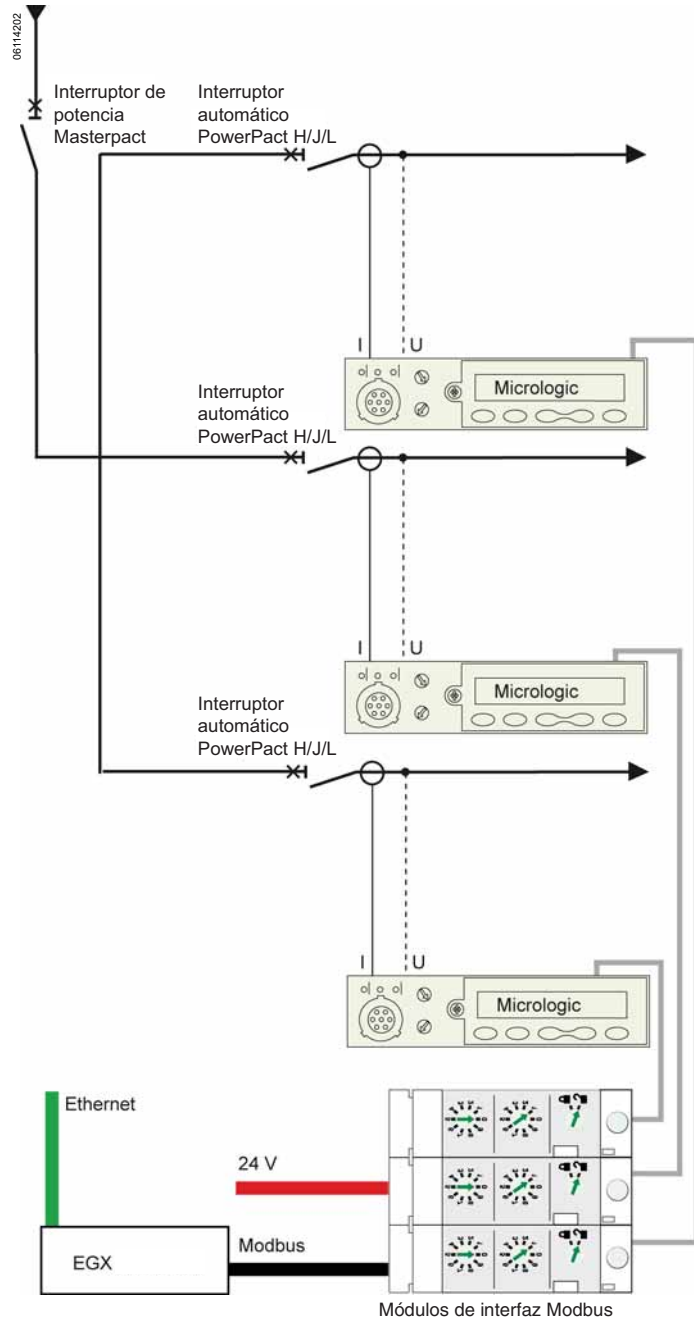 06114202
Interruptor de
potencia
Masterpact
Interruptor
automático
PowerPact H/J/L
I U
Micrologic
Interruptor
automático
PowerPact H/J/L
I U
Micrologic
Interruptor
automático
PowerPact H/J/L
I U
Micrologic
Ethernet
24 V
Modbus
EGX
Módulos de interfaz Modbus